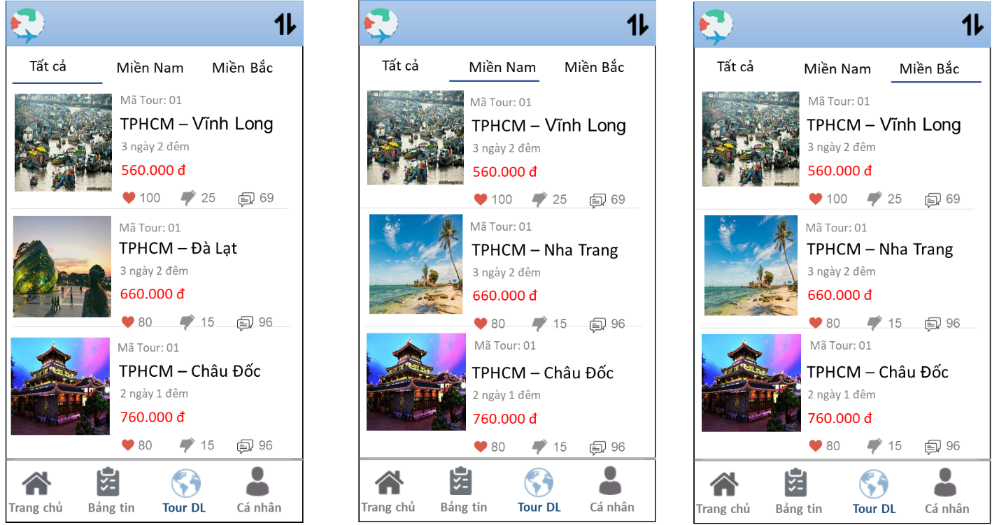 Tất cả
Miền Nam
Miền Bắc
Mã Tour: 01
TPHCM – Vĩnh Long
3 ngày 2 đêm
560.000 đ
100
25
69
Mã Tour: 01
TPHCM – Đà Lạt
3 ngày 2 đêm
660.000 đ
80
15
96
Mã Tour: 01
TPHCM – Châu Đốc
2 ngày 1 đêm
760.000 đ
80
15
96
Trang chủ
Bảng tin
Tour DL
Cá nhân
Tất cả
Miền Nam
Miền Bắc
Mã Tour: 01
TPHCM – Vĩnh Long
3 ngày 2 đêm
560.000 đ
100
25
69
Mã Tour: 01
TPHCM – Nha Trang
3 ngày 2 đêm
660.000 đ
80
15
96
Mã Tour: 01
TPHCM – Châu Đốc
2 ngày 1 đêm
760.000 đ
80
15
96
Trang chủ
Bảng tin
Tour DL
Cá nhân
Tất cả
Miền Nam
Miền Bắc
Mã Tour: 01
TPHCM – Vĩnh Long
3 ngày 2 đêm
560.000 đ
100
25
69
Mã Tour: 01
TPHCM – Nha Trang
3 ngày 2 đêm
660.000 đ
80
15
96
Mã Tour: 01
TPHCM – Châu Đốc
2 ngày 1 đêm
760.000 đ
80
15
96
Trang chủ
Bảng tin
Tour DL
Cá nhân